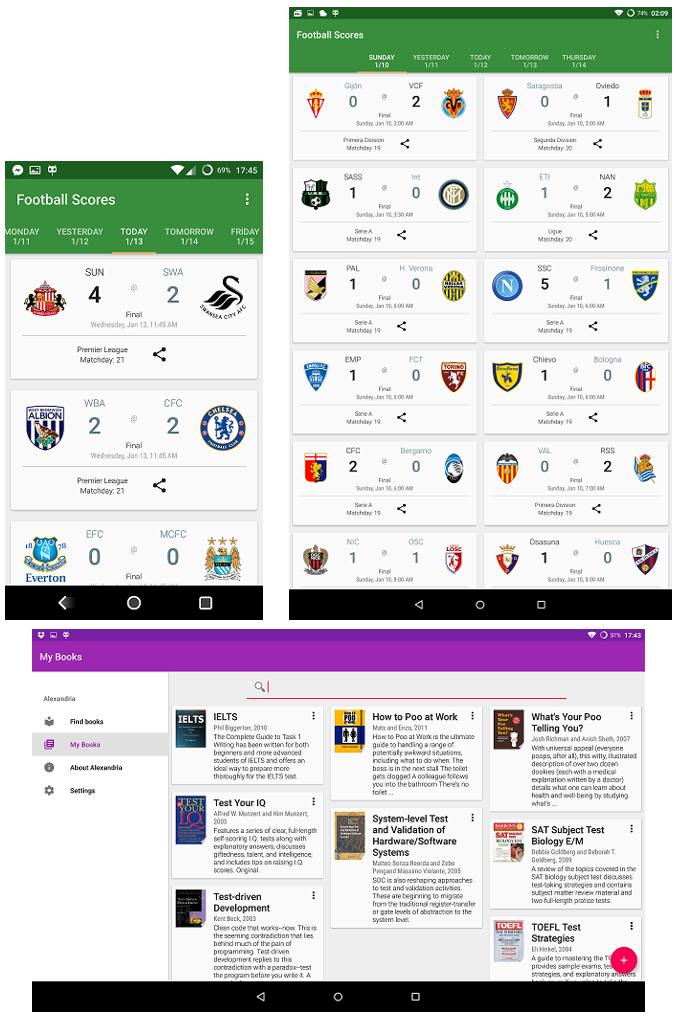 74% 02:09
Football Scores
SUNDAY YESTERDAY TODAY TOMORROW THURSDAY
1/10 1/11 1/12 1/13 1/14
Gijón @ VCF
0 2
Final
Sunday, Jan 10, 3:00 AM
Primera Division
Matchday: 19
Saragossa @ Oviedo
0 1
Final
Sunday, Jan 10, 3:00 AM
Segunda Division
Matchday: 20
SASS @ Int
1 0
Final
Sunday, Jan 10, 3:30 AM
Serie A
Matchday: 19
ETI @ NAN
1 2
Final
Sunday, Jan 10, 5:00 AM
Ligue
Matchday: 20
PAL @ H. Verona
1 0
Final
Sunday, Jan 10, 6:00 AM
Serie A
Matchday: 19
SSC @ Frosinone
5 1
Final
Sunday, Jan 10, 6:00 AM
Serie A
Matchday: 19
EMP @ FCT
1 0
Final
Sunday, Jan 10, 6:00 AM
Serie A
Matchday: 19
Chievo @ Bologna
1 0
Final
Sunday, Jan 10, 6:00 AM
Serie A
Matchday: 19
CFC @ Bergamo
2 0
Final
Sunday, Jan 10, 6:00 AM
Serie A
Matchday: 19
VAL @ RSS
0 2
Final
Sunday, Jan 10, 7:00 AM
Primera Division
Matchday: 19
NIC @ OSC
1 1
Final
Sunday, Jan 10, 8:00 AM
LOSC
Osasuna @ Huesca
1 0
Final
Sunday, Jan 10, 8:00 AM
69% 17:45
Football Scores
MONDAY YESTERDAY TODAY TOMORROW FRIDAY
1/11 1/12 1/13 1/14 1/15
SUN @ SWA
4 2
Final
Wednesday, Jan 13, 11:45 AM
SWANSEA CITY AFC
Premier League
Matchday: 21
WBA @ CFC
2 2
Final
Wednesday, Jan 13, 11:45 AM
ALBION
CHELSEA
FOOTBALL CLUB
Premier League
Matchday: 21
EFC @ MCFC
0 0
Final
Wednesday, Jan 13, 11:45 AM
18 78
Everton
51% 17:43
My Books
Alexandria
Find books
My Books
About Alexandria
Settings
IELTS
IELTS
Phil Biggerton, 2010
The Complete Guide to Task 1
Writing has been written for both
beginners and more advanced
students of IELTS and offers an
ideal way to prepare more
thoroughly for the IELTS test.
TEST
YOUR
I.Q.
Test Your IQ
Alfred W. Munzert and Kim Munzert,
2003
Features a series of clear, full-length
self-scoring I.Q. tests along with
explanatory answers; discusses
giftedness, talent, and intelligence;
and includes tips on raising I.Q.
scores. Original.
Test-driven
Development
Kent Beck, 2003
Clean code that works--now. This is
the seeming contradiction that lies
behind much of the pain of
programming. Test-driven
development replies to this
contradiction with a paradox--test
the program before you write it. A
HOW TO
POO
AT WORK
How to Poo at Work
Mats and Enzo, 2011
How to Poo at Work is the ultimate
guide to handling a range of
potentially awkward situations,
including what to do when: The
boss is in the next stall The toilet
gets clogged A colleague follows
you into the bathroom There's no
toilet ...
System-level Test
and Validation of
Hardware/Software
Systems
Matteo Sonza Reorda and Zebo
Peng and Massimo Violante, 2005
SOC is also reshaping approaches
to test and validation activities.
These are beginning to migrate
from the traditional register-transfer
or gate levels of abstraction to the
system level.
What's Your Poo
Telling You?
Josh Richman and Anish Sheth, 2007
With universal appeal (everyone
poops, after all), this witty, illustrated
description of over two dozen
dookies (each with a medical
explanation written by a doctor)
details what one can learn about
health and well-being by studying
what's ...
BARRON'S
SAT Subject Test
Biology E/M
Debbie Goldberg and Deborah T.
Goldberg, 2009
A review of the topics covered in the
SAT biology subject test discusses
test-taking strategies and contains
subject matter review material and
two full-length pratice tests.
TOEFL
TOEFL Test
Strategies
Eli Hinkel, 2004
A guide to mastering the
provides sample exams,
strategies, and explanatory
+